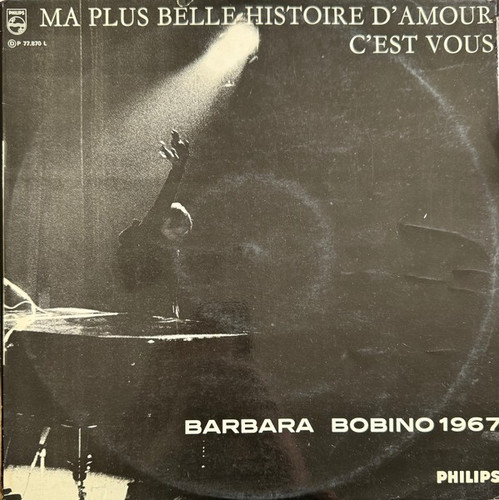 PHILIPS
℗ P 77.870 L
MA PLUS BELLE HISTOIRE D'AMOUR
C'EST VOUS
BARBARA BOBINO 1967
PHILIPS